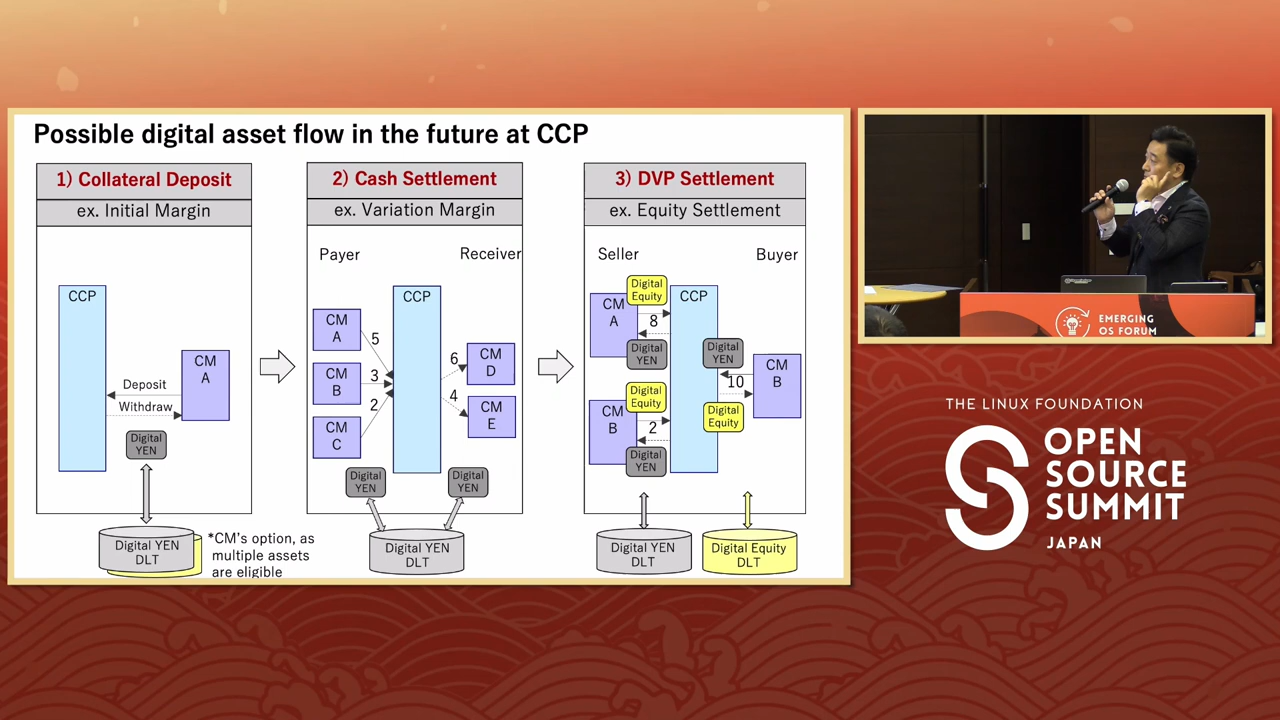 Possible digital asset flow in the future at CCP
1) Collateral Deposit
ex. Initial Margin
CCP
CM
A
Deposit
Withdraw
Digital
YEN
Digital YEN
DLT
*CM's option, as
multiple assets
are eligible
2) Cash Settlement
ex. Variation Margin
Payer
Receiver
CCP
CM
A
5
CM
B
3
CM
C
2
6
CM
D
4
CM
E
Digital
YEN
Digital
YEN
Digital YEN
DLT
3) DVP Settlement
ex. Equity Settlement
Seller
Buyer
Digital
Equity
CM
A
CCP
8
Digital
YEN
Digital
YEN
CM
B
10
Digital
Equity
Digital
Equity
CM
B
2
Digital
YEN
Digital YEN
DLT
Digital Equity
DLT
EMERGING
OS FORUM
THE LINUX FOUNDATION
OPEN
SOURCE
SUMMIT
JAPAN